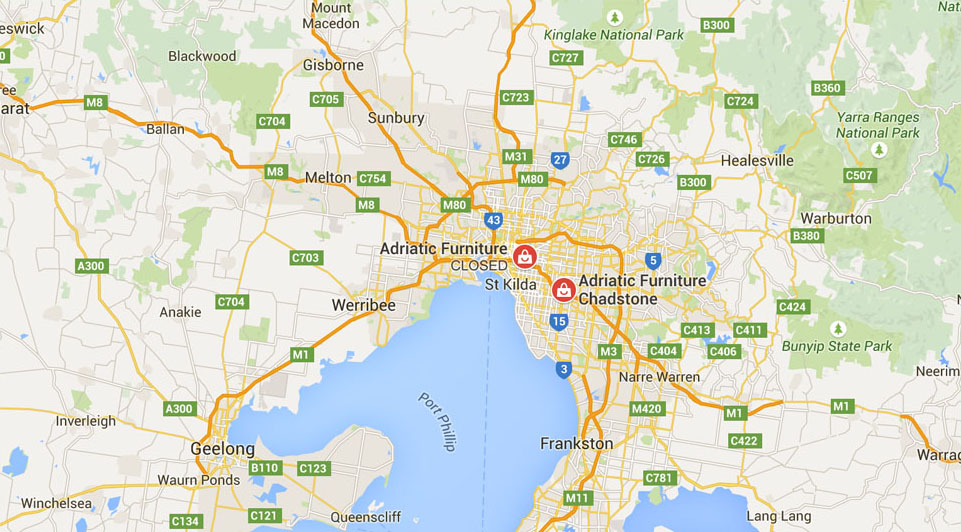 Mount
Macedon
Kinglake National Park
B300
eswick
Blackwood
C727
Gisborne
B360
ree
arat
M8
C705
C723
C724
Ballan
C704
Sunbury
Yarra Ranges
National Park
C746
M31
27
C726
Healesville
M8
Melton
C754
M80
B300
C507
M8
M80
43
Warburton
B380
Adriatic Furniture
CLOSED
C703
5
A300
St Kilda
Adriatic Furniture
Chadstone
C704
Werribee
C424
Anakie
15
C413
C411
Bunyip State Park
M1
M3
C404
C406
3
Narre Warren
Neerim
A300
Port Phillip
M420
M1
M1
Inverleigh
C422
Geelong
Frankston
Warrag
B110
C123
Waurn Ponds
C781
M11
Winchelsea
C134
C121
Queenscliff
Lang Lang